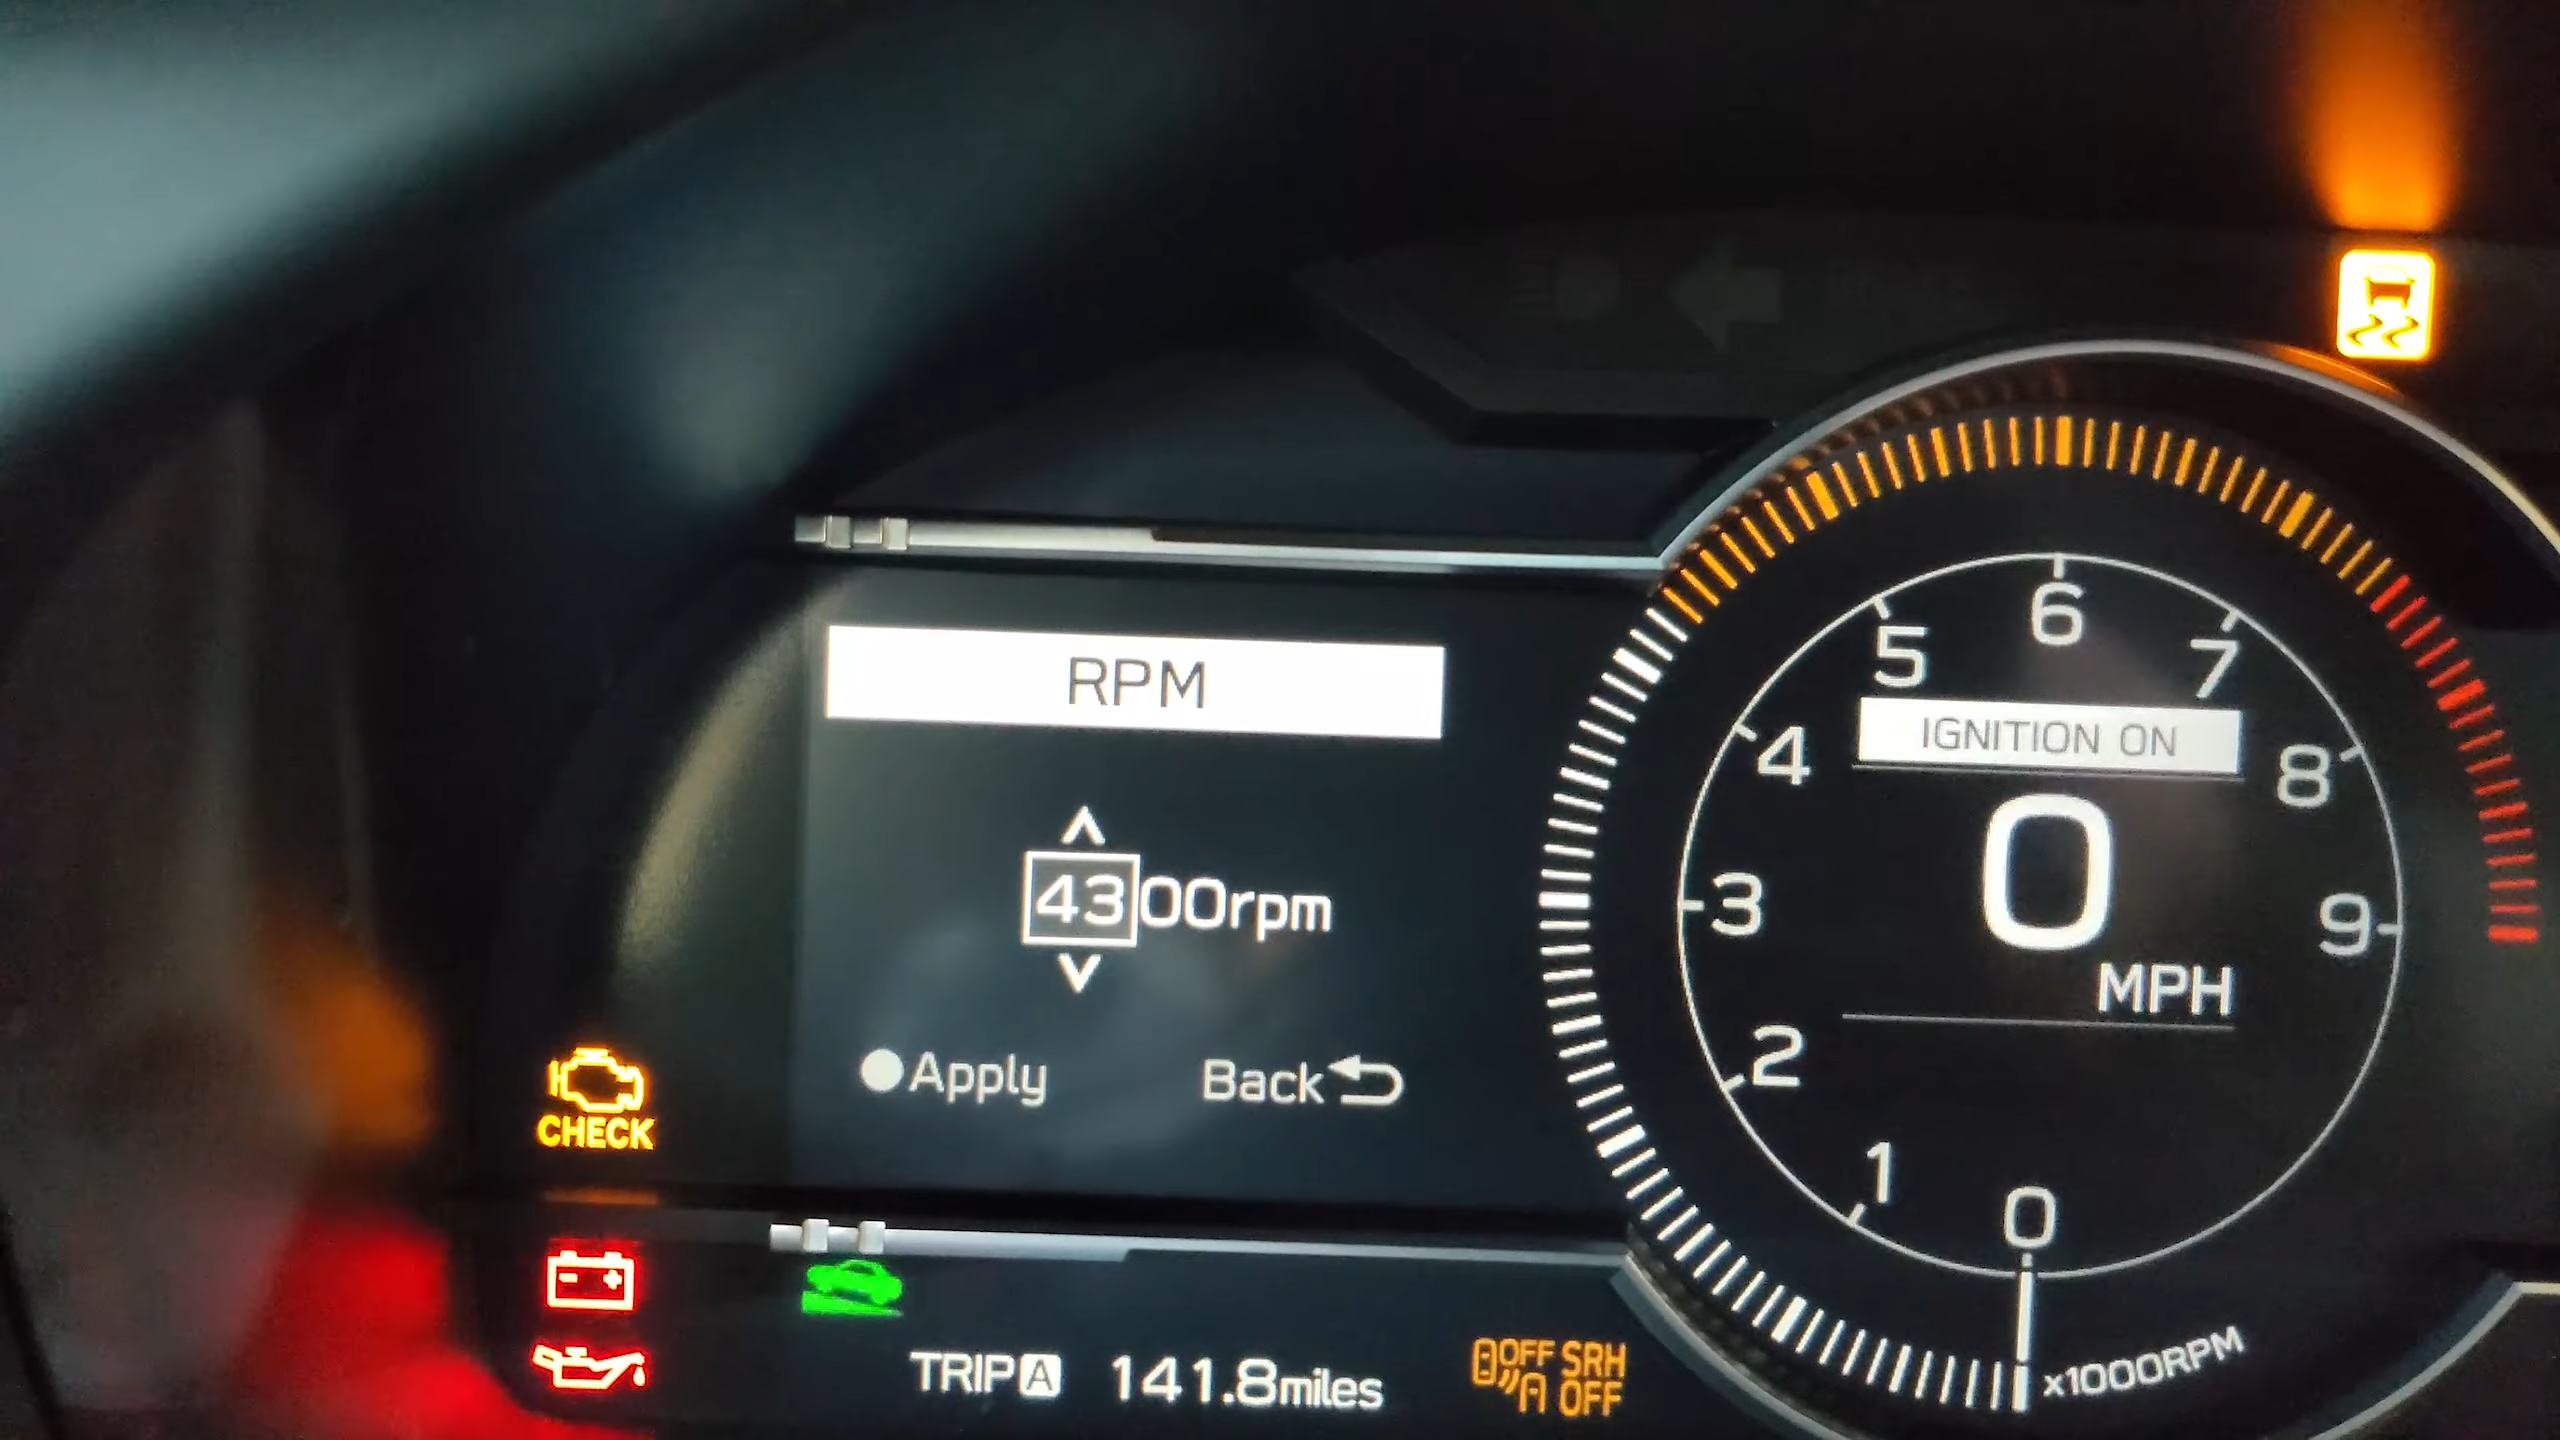 RPM
4300rpm
Apply
Back
CHECK
TRIP A 141.8miles
OFF SRH
A OFF
IGNITION ON
0
MPH
0
1
2
3
4
5
6
7
8
9
x1000RPM